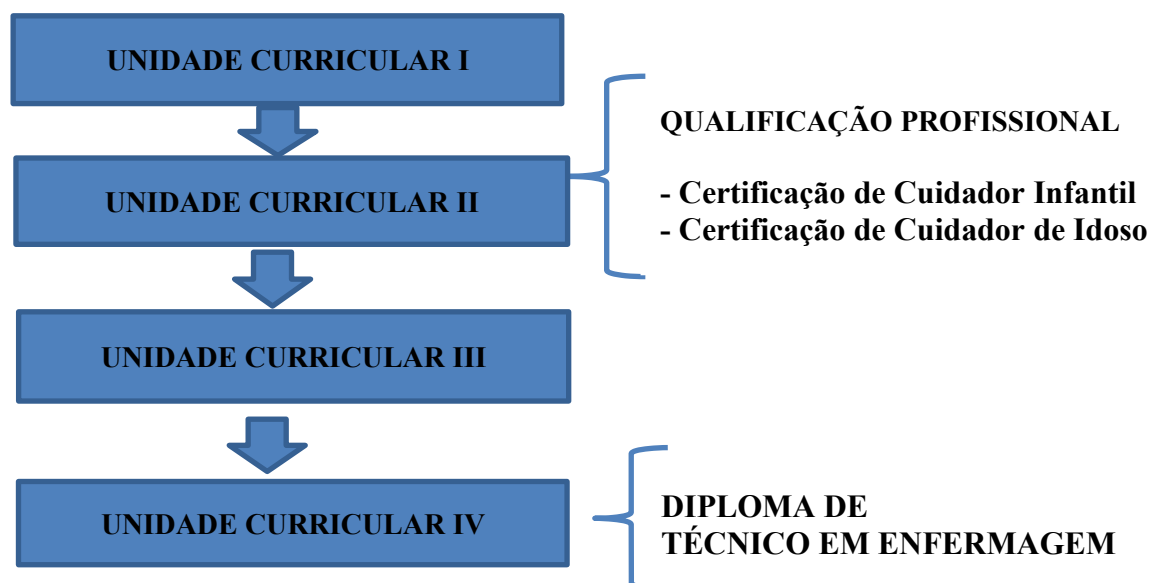 UNIDADE CURRICULAR I
UNIDADE CURRICULAR II
QUALIFICAÇÃO PROFISSIONAL
- Certificação de Cuidador Infantil
- Certificação de Cuidador de Idoso
UNIDADE CURRICULAR III
UNIDADE CURRICULAR IV
DIPLOMA DE
TÉCNICO EM ENFERMAGEM